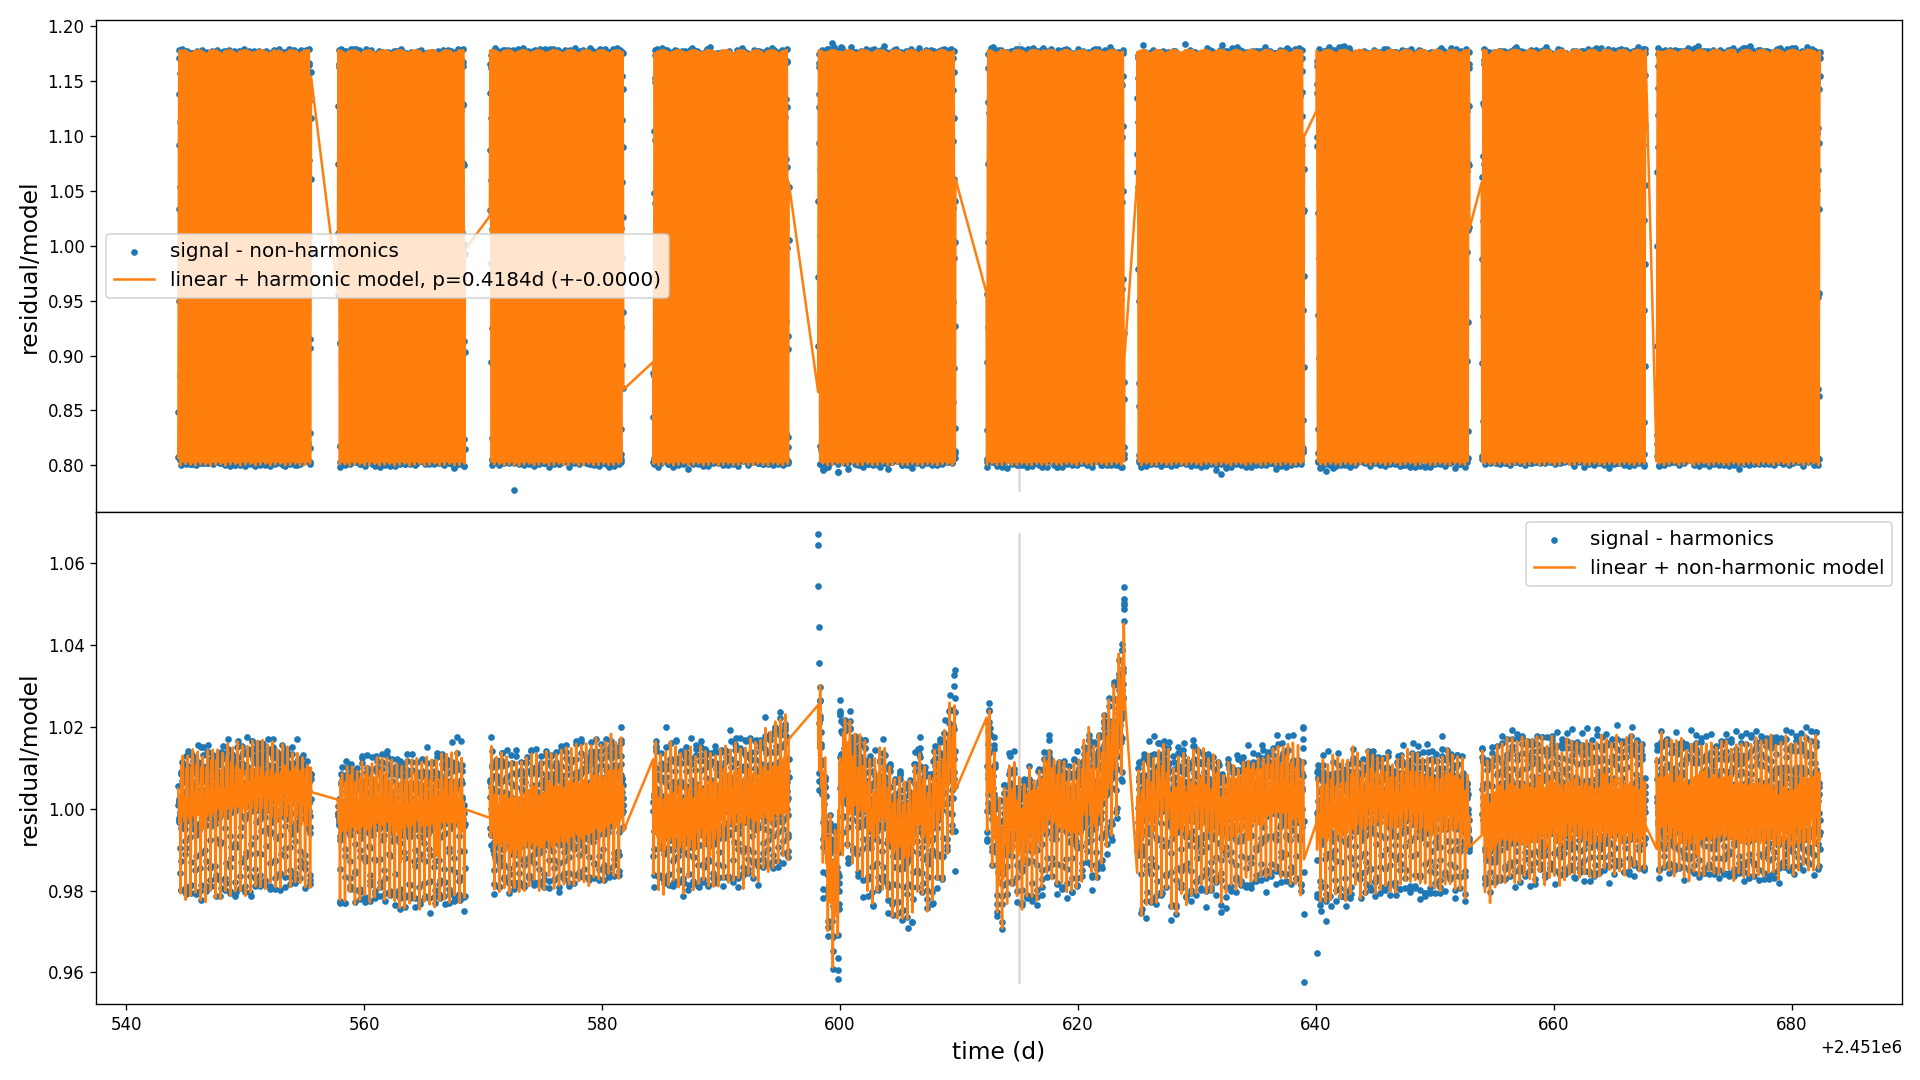 1.20
1.15
1.10
1.05
1.00
0.95
0.90
0.85
0.80
residual/model
signal - non-harmonics
linear + harmonic model, p=0.4184d (+-0.0000)
1.06
1.04
1.02
1.00
0.98
0.96
residual/model
signal - harmonics
linear + non-harmonic model
540
560
580
600
620
640
660
680
time (d)
+2.451e6